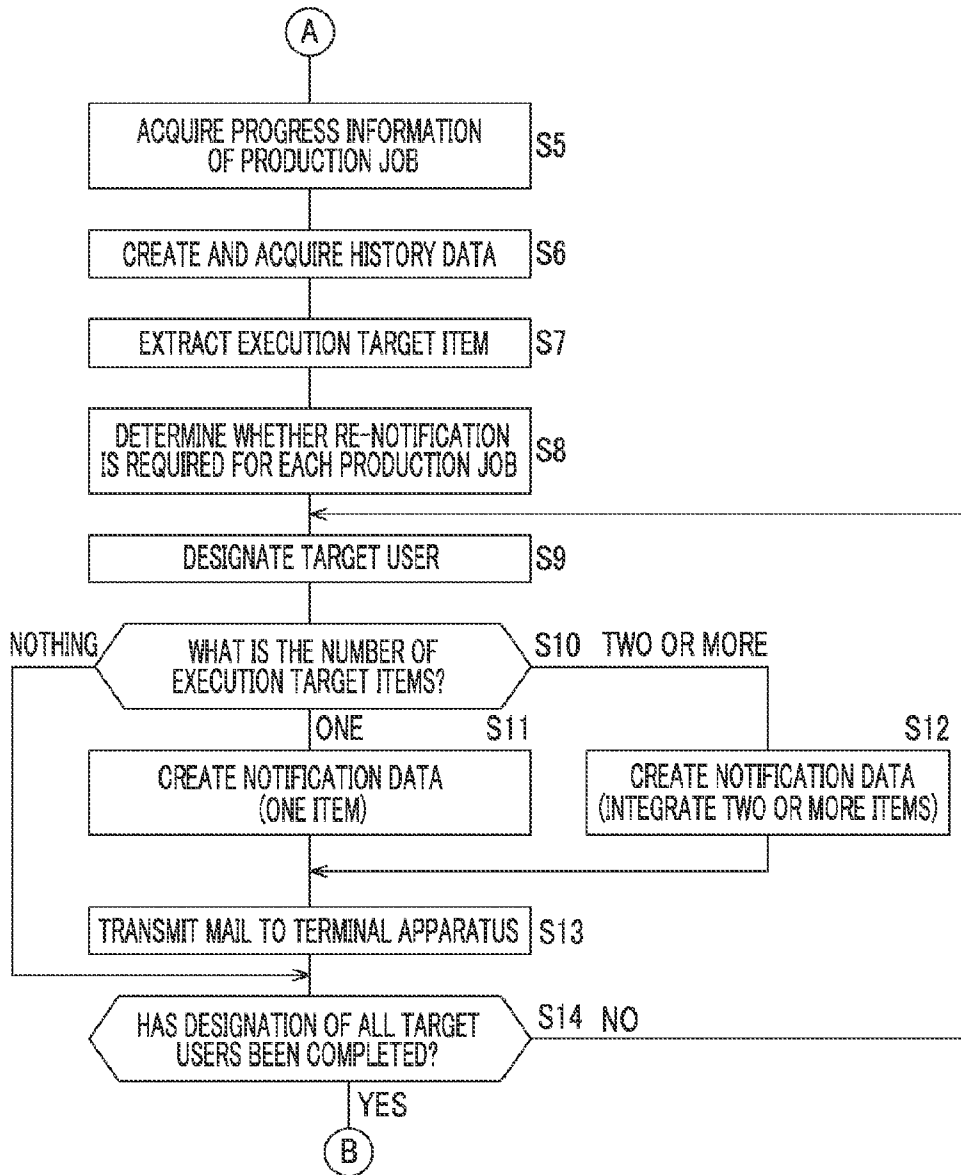 A
ACQUIRE PROGRESS INFORMATION
OF PRODUCTION JOB
S5
CREATE AND ACQUIRE HISTORY DATA
S6
EXTRACT EXECUTION TARGET ITEM
S7
DETERMINE WHETHER RE-NOTIFICATION
IS REQUIRED FOR EACH PRODUCTION JOB
S8
DESIGNATE TARGET USER
S9
NOTHING
WHAT IS THE NUMBER OF
EXECUTION TARGET ITEMS?
S10 TWO OR MORE
ONE
S11
S12
CREATE NOTIFICATION DATA
(ONE ITEM)
CREATE NOTIFICATION DATA
(INTEGRATE TWO OR MORE ITEMS)
TRANSMIT MAIL TO TERMINAL APPARATUS
S13
HAS DESIGNATION OF ALL TARGET
USERS BEEN COMPLETED?
S14 NO
YES
B